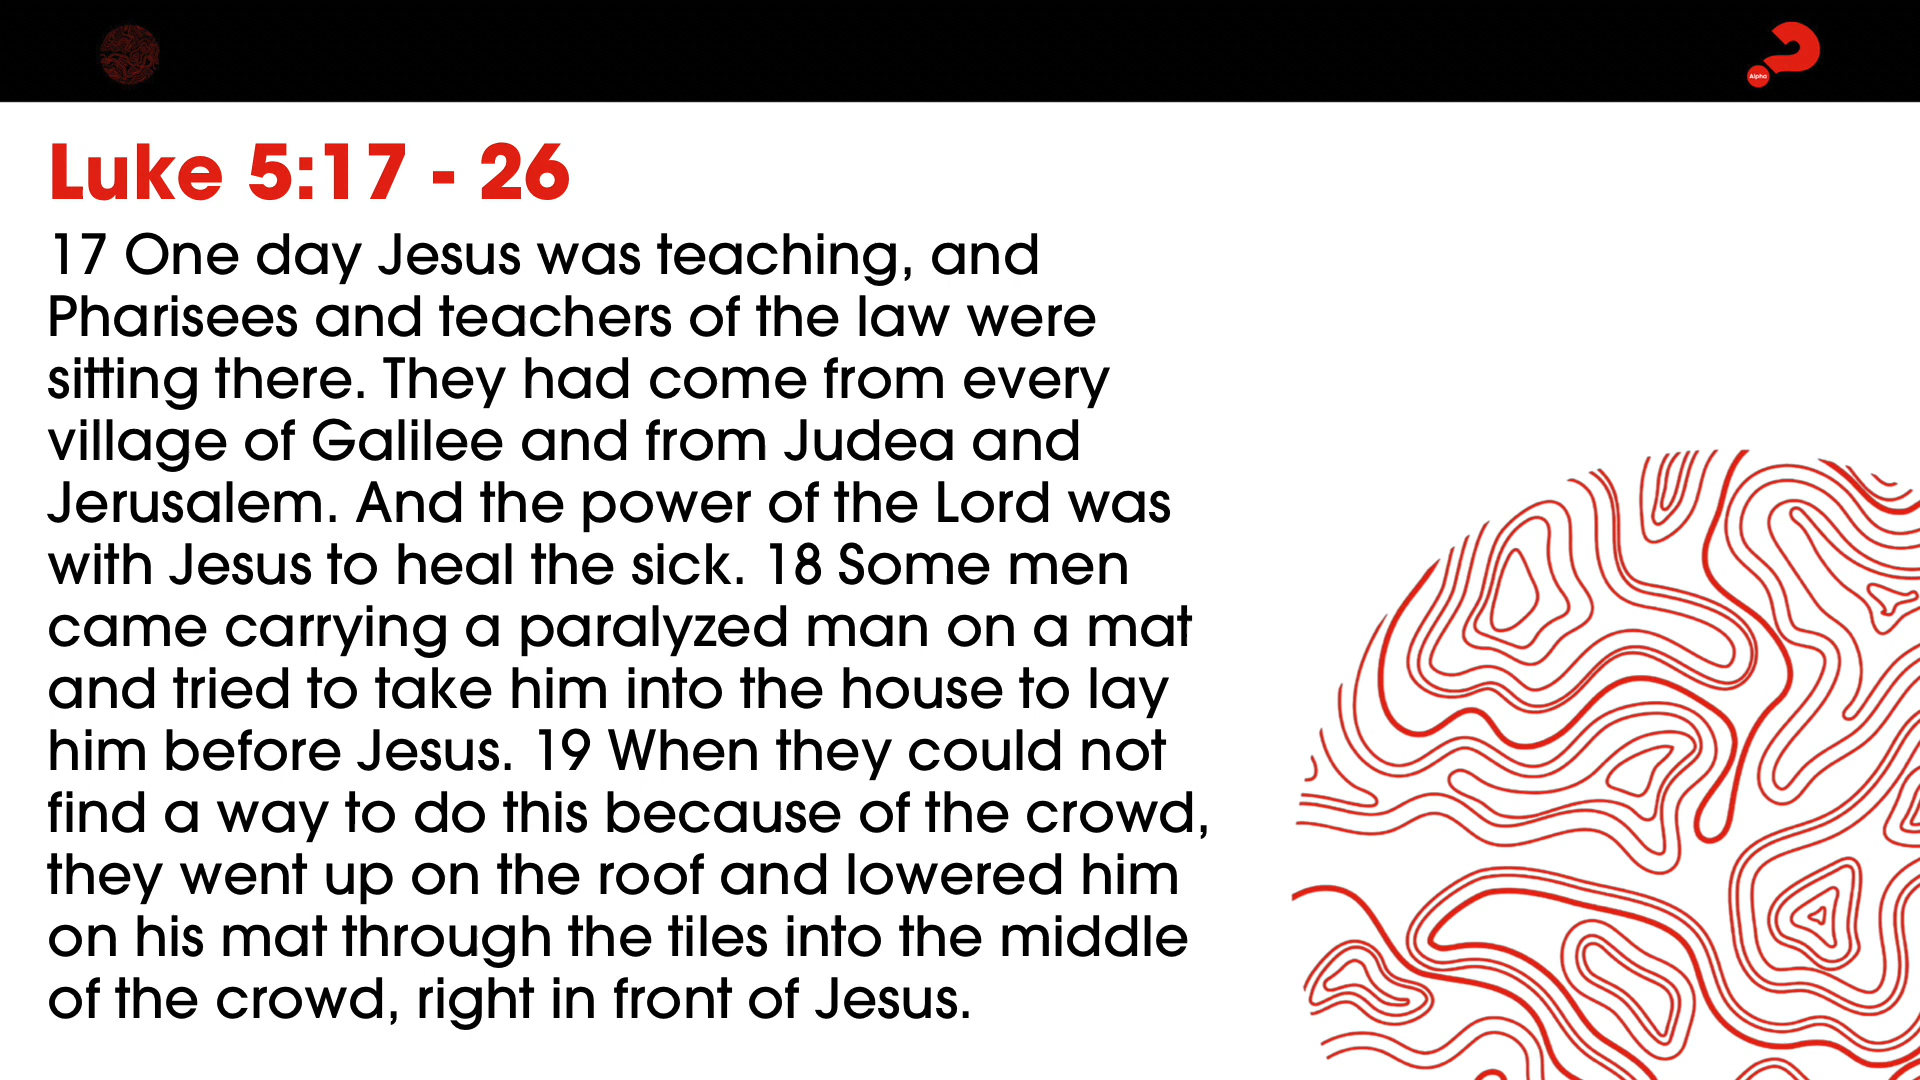 Alpha
Luke 5:17 - 26
17 One day Jesus was teaching, and
Pharisees and teachers of the law were
sitting there. They had come from every
village of Galilee and from Judea and
Jerusalem. And the power of the Lord was
with Jesus to heal the sick. 18 Some men
came carrying a paralyzed man on a mat
and tried to take him into the house to lay
him before Jesus. 19 When they could not
find a way to do this because of the crowd,
they went up on the roof and lowered him
on his mat through the tiles into the middle
of the crowd, right in front of Jesus.